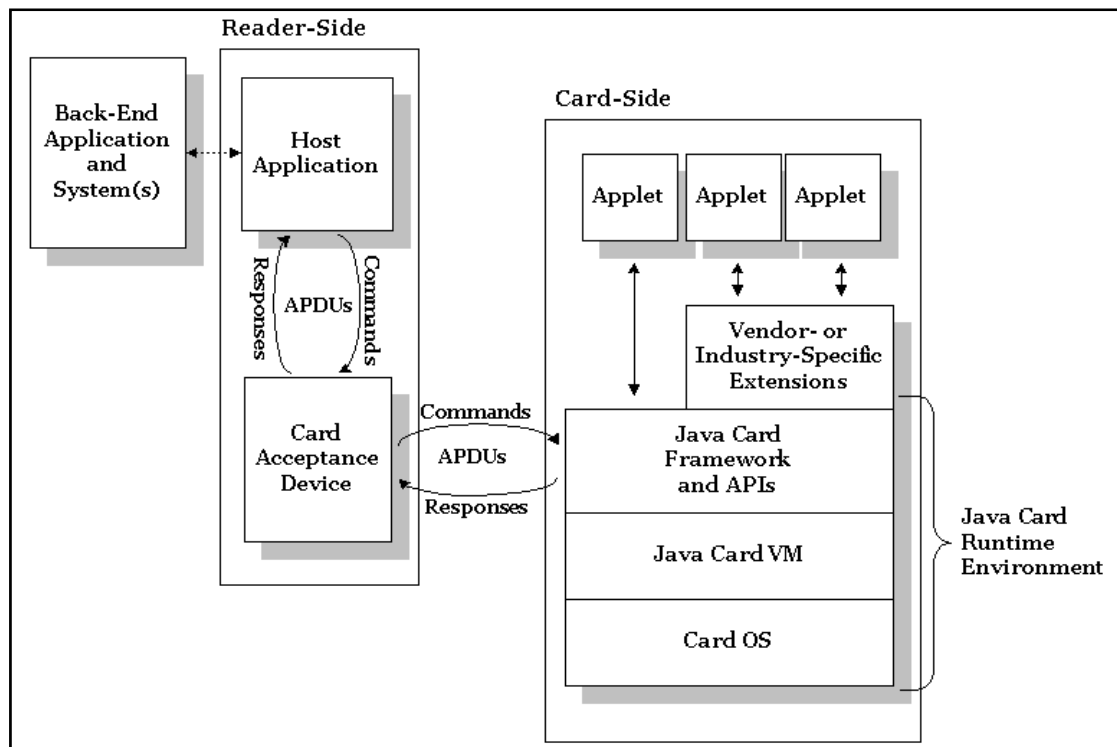 Reader-Side
Back-End
Application
and
System(s)
Host
Application
Responses
APDUs
Commands
Card
Acceptance
Device
Commands
APDUs
Responses
Card-Side
Applet
Applet
Applet
Vendor- or
Industry-Specific
Extensions
Java Card
Framework
and APIs
Java Card VM
Card OS
Java Card
Runtime
Environment